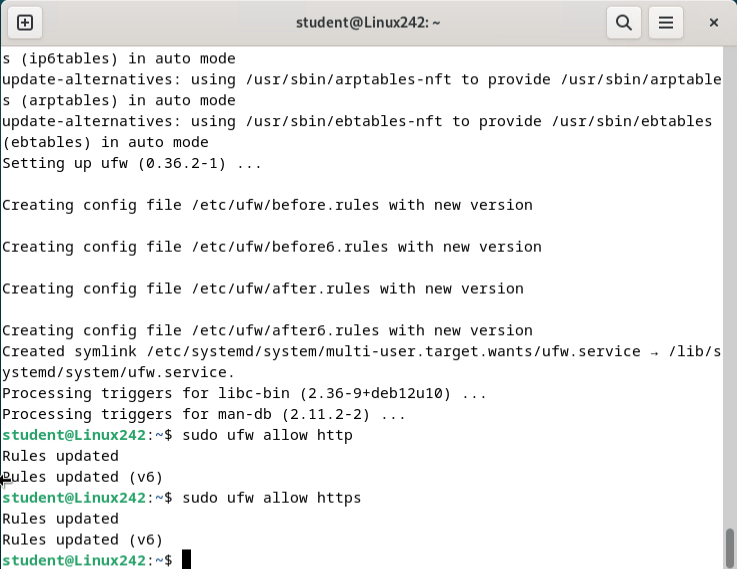 student@Linux242: ~
s (ip6tables) in auto mode
update-alternatives: using /usr/sbin/arptables-nft to provide /usr/sbin/arptable
s (arptables) in auto mode
update-alternatives: using /usr/sbin/ebtables-nft to provide /usr/sbin/ebtables
(ebtables) in auto mode
Setting up ufw (0.36.2-1) ...
Creating config file /etc/ufw/before.rules with new version
Creating config file /etc/ufw/before6.rules with new version
Creating config file /etc/ufw/after.rules with new version
Creating config file /etc/ufw/after6.rules with new version
Created symlink /etc/systemd/system/multi-user.target.wants/ufw.service → /lib/s
ystemd/system/ufw.service.
Processing triggers for libc-bin (2.36-9+deb12u10) ...
Processing triggers for man-db (2.11.2-2) ...
student@Linux242:~$ sudo ufw allow http
Rules updated
Rules updated (v6)
student@Linux242:~$ sudo ufw allow https
Rules updated
Rules updated (v6)
student@Linux242:~$